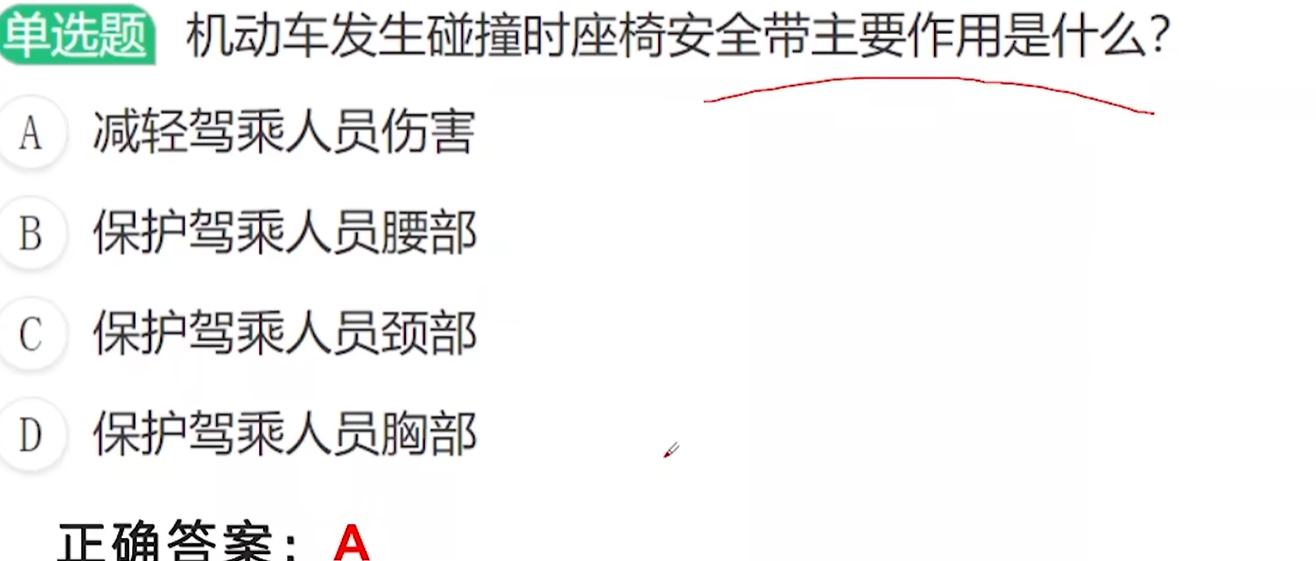 单选题 机动车发生碰撞时座椅安全带主要作用是什么?
A 减轻驾乘人员伤害
B 保护驾乘人员腰部
C 保护驾乘人员颈部
D 保护驾乘人员胸部
正确答案：A